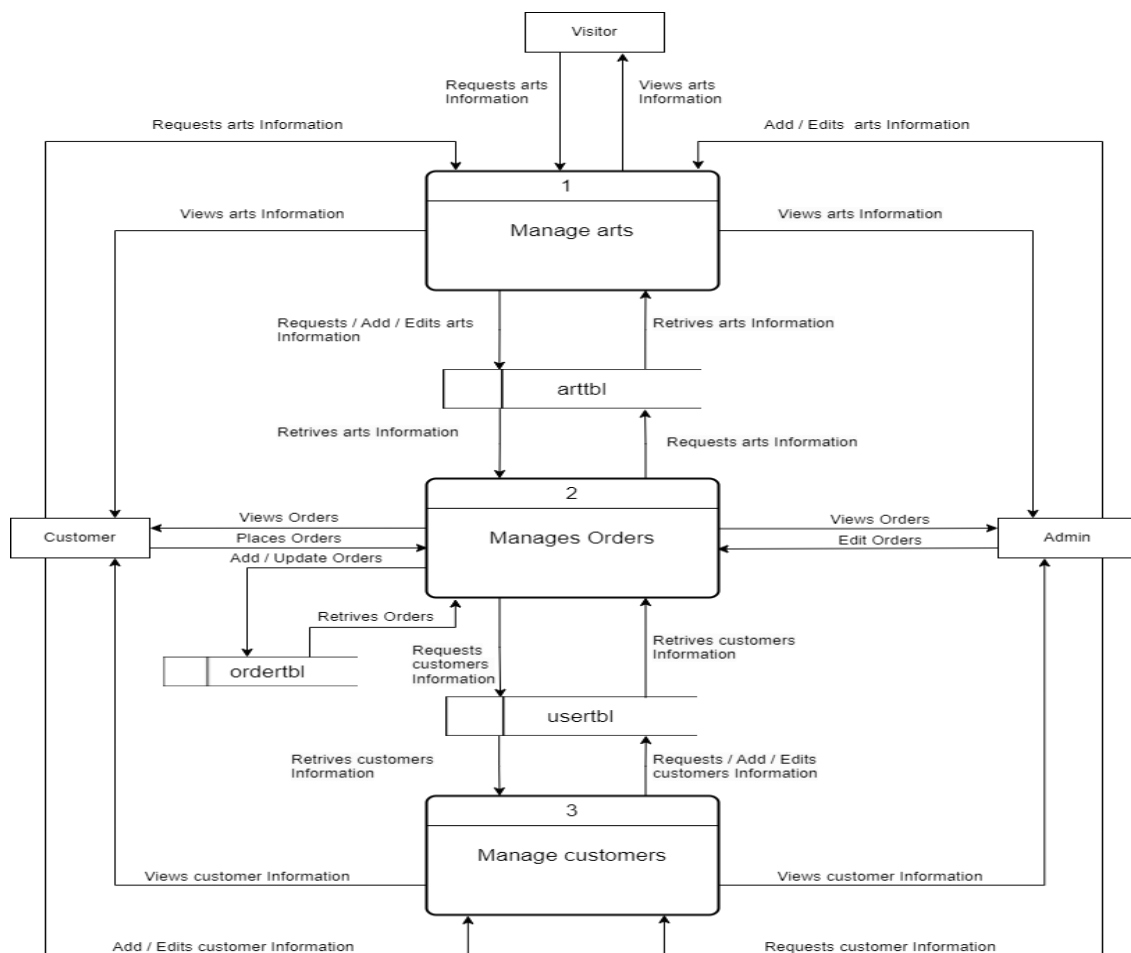 Visitor
Requests arts
Information
Views arts
Information
Requests arts Information
Add / Edits arts Information
1
Manage arts
Views arts Information
Views arts Information
Requests / Add / Edits arts
Information
Retrives arts Information
arttbl
Retrives arts Information
Requests arts Information
2
Manages Orders
Customer
Views Orders
Places Orders
Add / Update Orders
Views Orders
Edit Orders
Admin
Retrives Orders
ordertbl
Requests
customers
Information
Retrives customers
Information
usertbl
Retrives customers
Information
Requests / Add / Edits
customers Information
3
Manage customers
Views customer Information
Views customer Information
Add / Edits customer Information
Requests customer Information